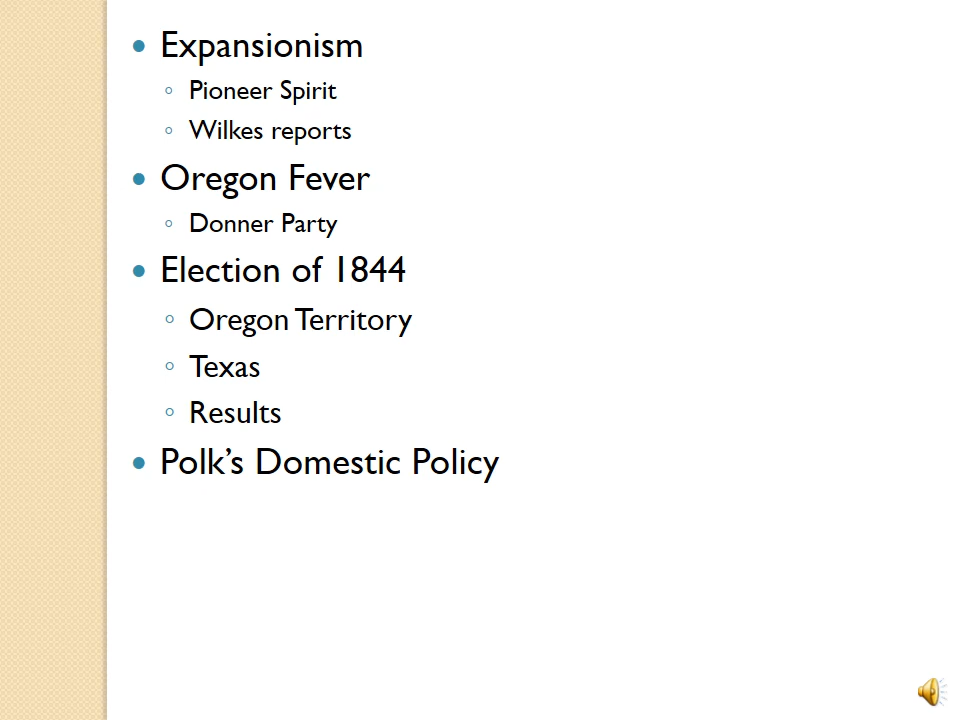 Expansionism
Pioneer Spirit
Wilkes reports
Oregon Fever
Donner Party
Election of 1844
Oregon Territory
Texas
Results
Polk’s Domestic Policy